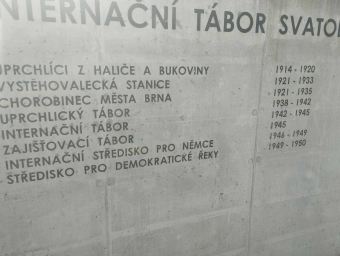 INTERNAČNÍ TÁBOR SVATOB
UPRCHLÍCI Z HALIČE A BUKOVINY 1914 - 1920
VYSTĚHOVALECKÁ STANICE 1921 - 1933
CHOROBINEC MĚSTA BRNA 1921 - 1935
UPRCHLICKÝ TÁBOR 1938 - 1942
INTERNAČNÍ TÁBOR 1942 - 1945
ZAJIŠŤOVACÍ TÁBOR 1945
INTERNAČNÍ STŘEDISKO PRO NĚMCE 1946 - 1949
STŘEDISKO PRO DEMOKRATICKÉ ŘEKY 1949 - 1950